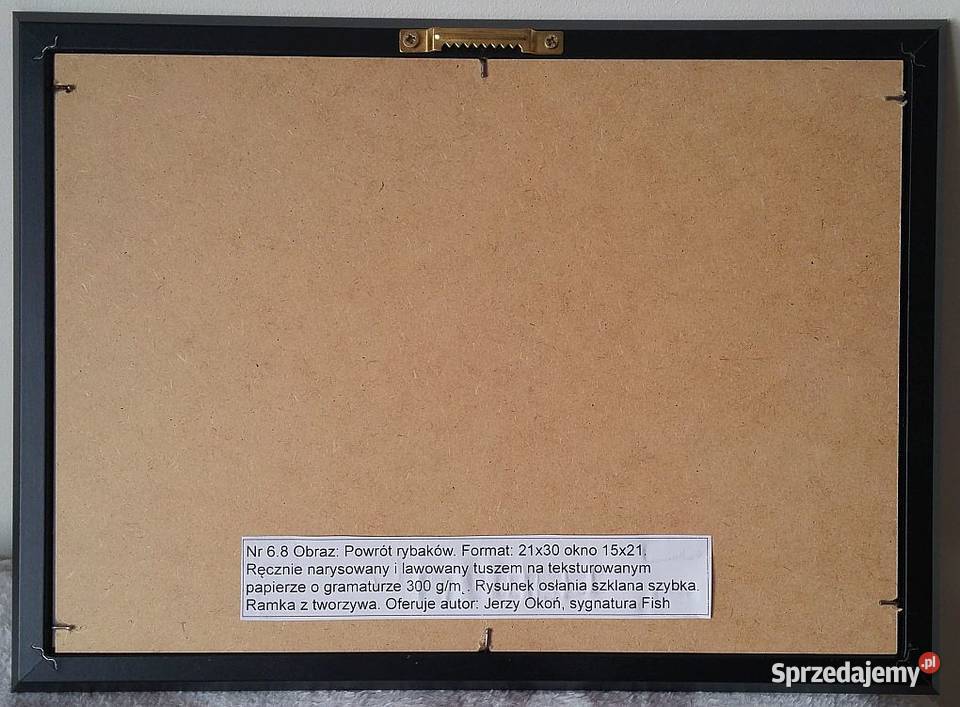 Nr 6.8 Obraz: Powrót rybaków. Format: 21x30 okno 15x21.
Ręcznie narysowany i lawowany tuszem na teksturowanym
papierze o gramaturze 300 g/m . Rysunek osłania szklana szybka.
Ramka z tworzywa. Oferuje autor: Jerzy Okoń, sygnatura Fish
Sprzedajemy.pl